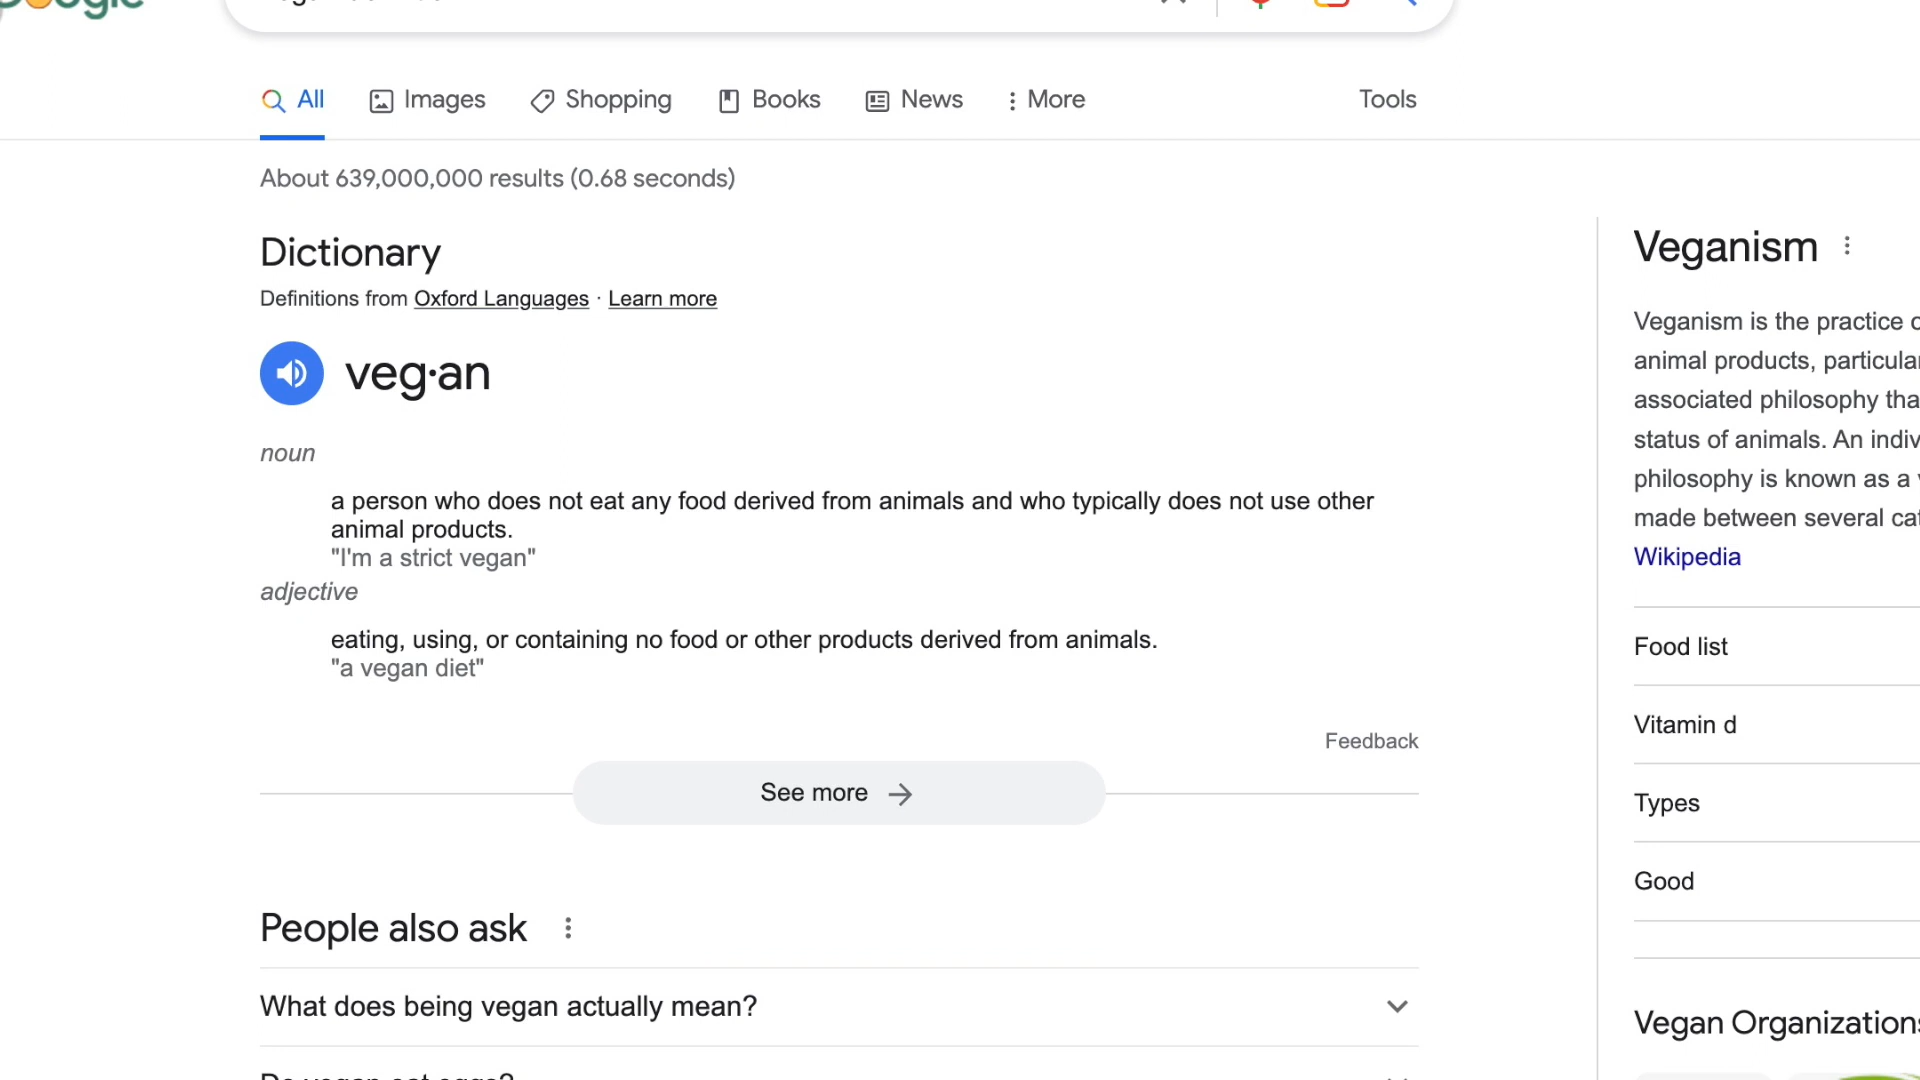 All Images Shopping Books News More Tools
About 639,000,000 results (0.68 seconds)
Dictionary
Definitions from Oxford Languages · Learn more
veg·an
noun
a person who does not eat any food derived from animals and who typically does not use other
animal products.
"I'm a strict vegan"
adjective
eating, using, or containing no food or other products derived from animals.
"a vegan diet"
Feedback
See more
People also ask
What does being vegan actually mean?
Do vegan eat eggs?
Veganism
Veganism is the practice
animal products,
associated philosophy
status of animals. An
philosophy is known as a
made between several
Wikipedia
Food list
Vitamin d
Types
Good
Vegan Organizations